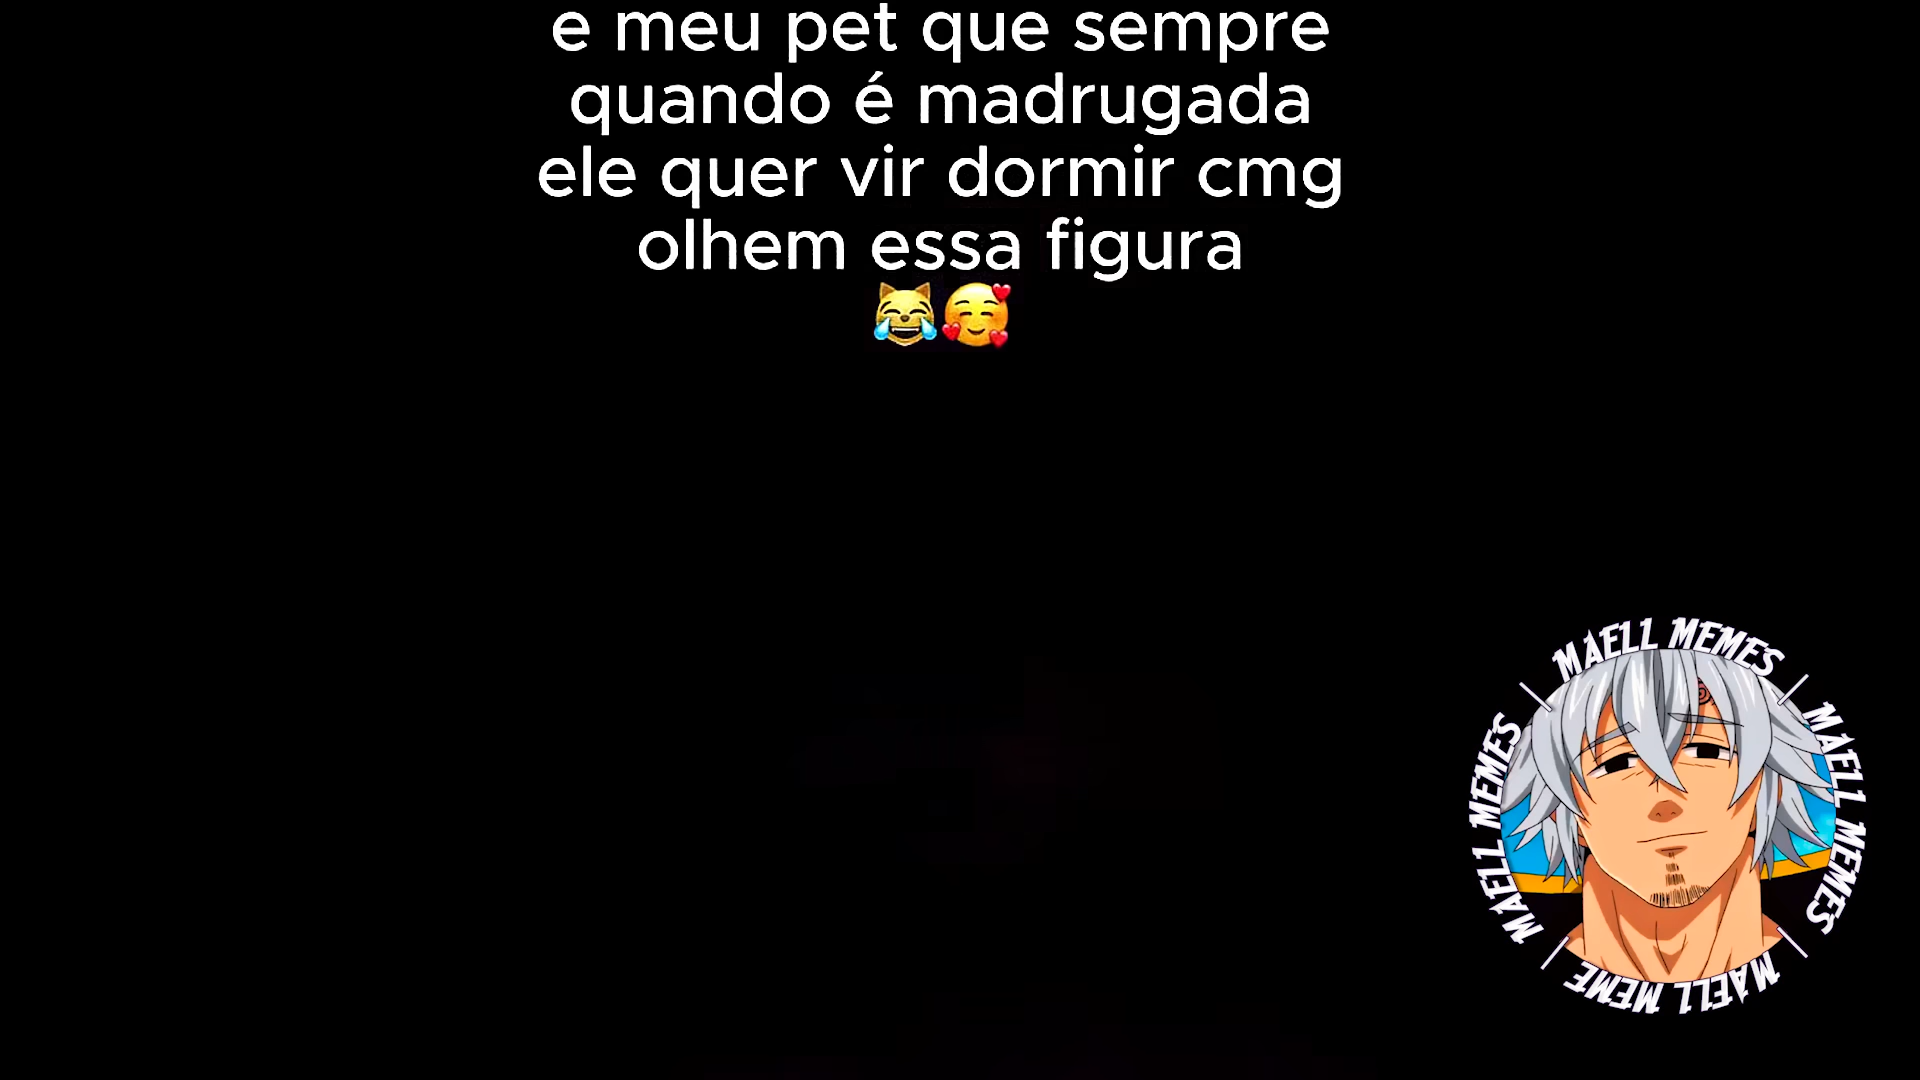 e meu pet que sempre
quando é madrugada
ele quer vir dormir cmg
olhem essa figura
😹🥰
MAELL MEMES
MAELL MEMES
MAELL MEME
MAELL MEMES